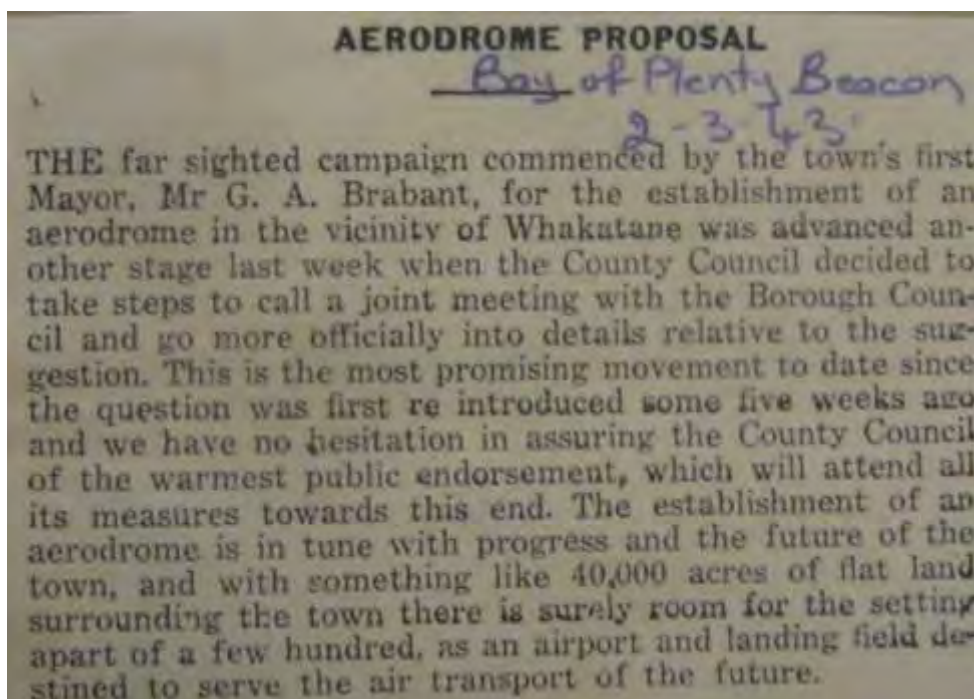 AERODROME PROPOSAL
Bay of Plenty Beacon
2-3-43
THE far sighted campaign commenced by the town's first
Mayor, Mr G. A. Brabant, for the establishment of an
aerodrome in the vicinity of Whakatane was advanced an-
other stage last week when the County Council decided to
take steps to call a joint meeting with the Borough Coun-
cil and go more officially into details relative to the sug-
gestion. This is the most promising movement to date since
the question was first re introduced some five weeks ago
and we have no hesitation in assuring the County Council
of the warmest public endorsement, which will attend all
its measures towards this end. The establishment of an
aerodrome is in tune with progress and the future of the
town, and with something like 40,000 acres of flat land
surrounding the town there is surely room for the setting
apart of a few hundred, as an airport and landing field de-
stined to serve the air transport of the future.